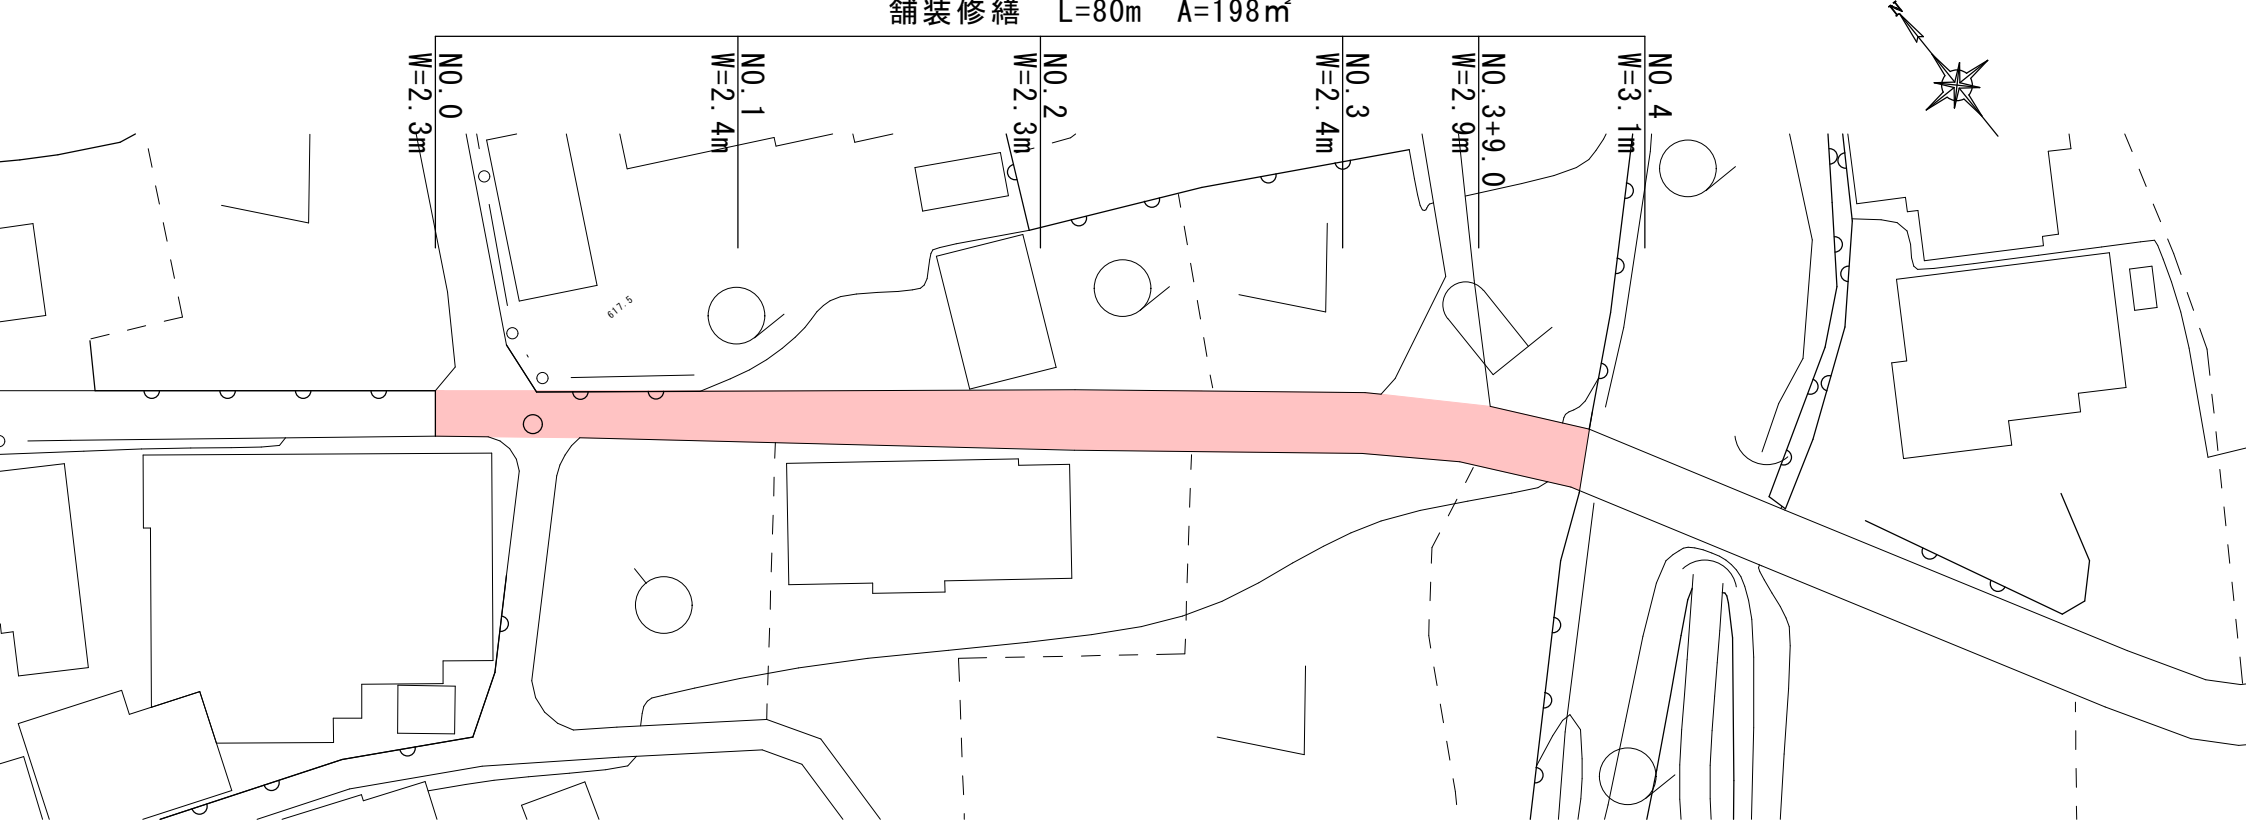 舗装修繕 L=80m A=198㎡
N
NO.0
W=2.3m
NO.1
W=2.4m
NO.2
W=2.3m
NO.3
W=2.4m
NO.3+9.0
W=2.9m
NO.4
W=3.1m
617.5